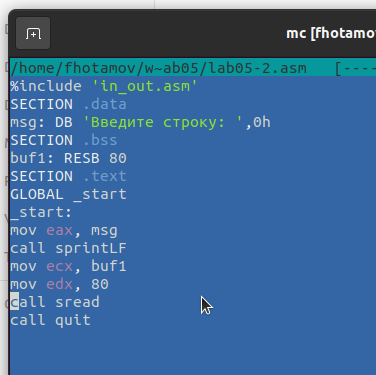 mc [fhotamov
/home/fhotamov/w~ab05/lab05-2.asm   [----
%include 'in_out.asm'
SECTION .data
msg: DB 'Введите строку: ',0h
SECTION .bss
buf1: RESB 80
SECTION .text
GLOBAL _start
_start:
mov eax, msg
call sprintLF
mov ecx, buf1
mov edx, 80
call sread
call quit